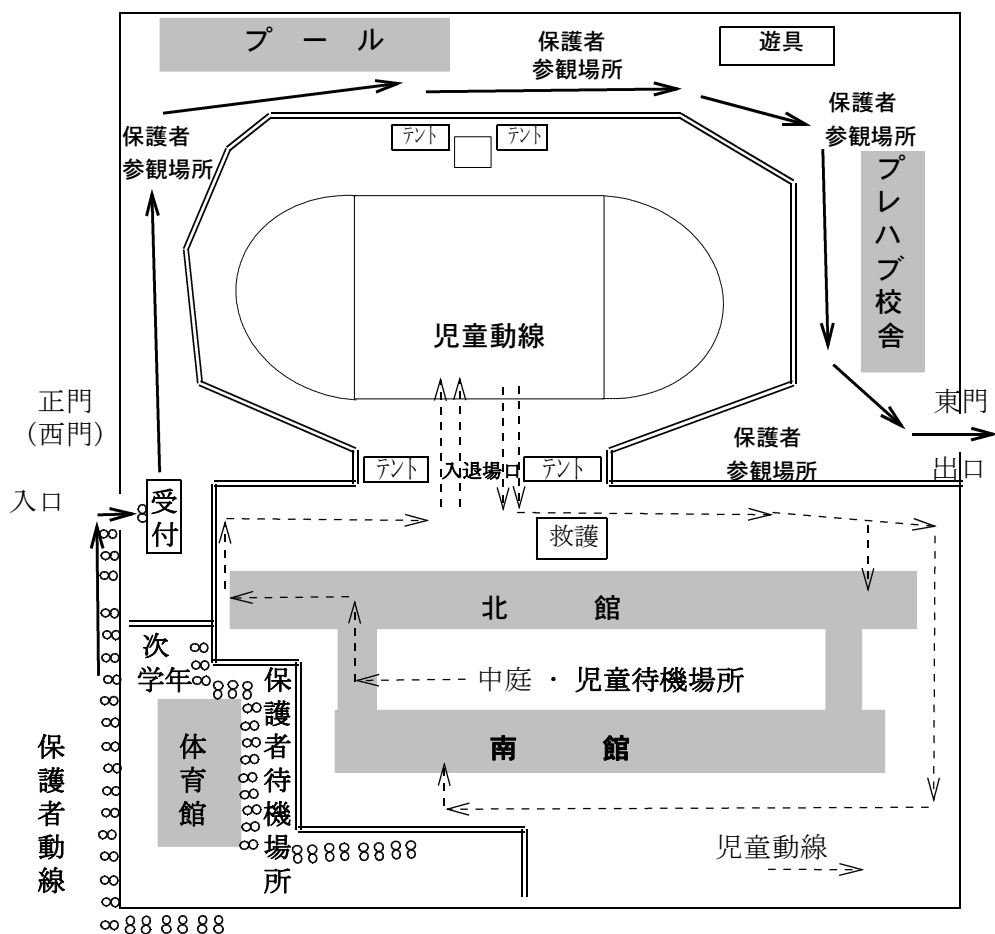 プール
保護者
参観場所
遊具
保護者
参観場所
保護者
参観場所
テント
テント
プレハブ校舎
児童動線
正門
(西門)
東門
保護者
参観場所
出口
テント
入退場口
テント
入口
受付
救護
北館
次
学年
中庭・児童待機場所
保護者待機場所
南館
体育館
保護者動線
児童動線